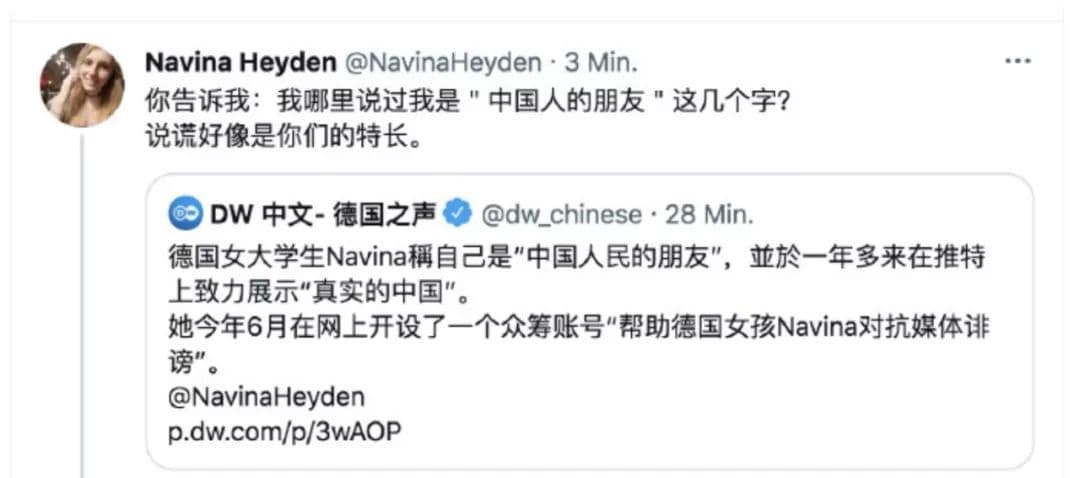 Navina Heyden @NavinaHeyden · 3 Min.
你告诉我：我哪里说过我是 " 中国人的朋友 " 这几个字?
说谎好像是你们的特长。
DW 中文- 德国之声 @dw_chinese · 28 Min.
德国女大学生Navina稱自己是“中国人民的朋友”，並於一年多来在推特
上致力展示“真实的中国”。
她今年6月在网上开设了一个众筹账号“帮助德国女孩Navina对抗媒体诽
谤”。
@NavinaHeyden
p.dw.com/p/3wAOP